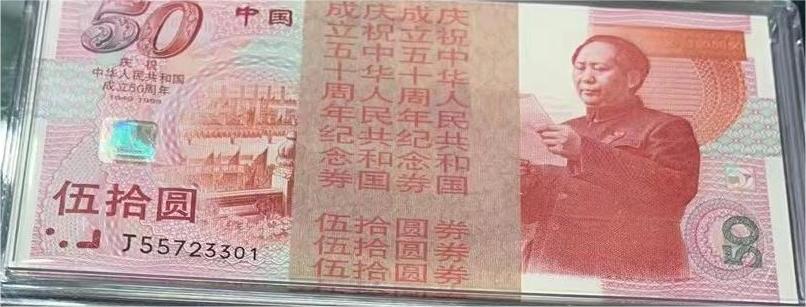 50
中国
庆祝
中华人民共和国
成立50周年
1949-1999
伍拾圆
J55723301
庆祝中华人民共和国
成立五十周年纪念券
庆祝中华人民共和国
成立五十周年纪念券
伍拾圆券
伍拾圆券
伍拾圆券
50